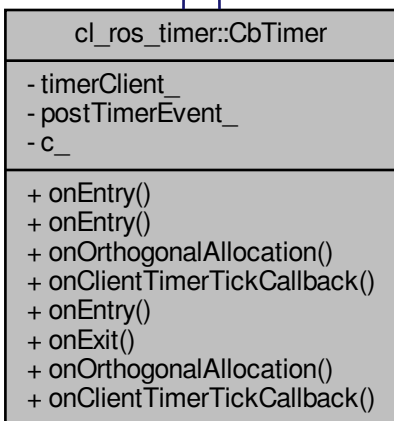 cl_ros_timer::CbTimer
- timerClient_
- postTimerEvent_
- c_
+ onEntry()
+ onEntry()
+ onOrthogonalAllocation()
+ onClientTimerTickCallback()
+ onEntry()
+ onExit()
+ onOrthogonalAllocation()
+ onClientTimerTickCallback()